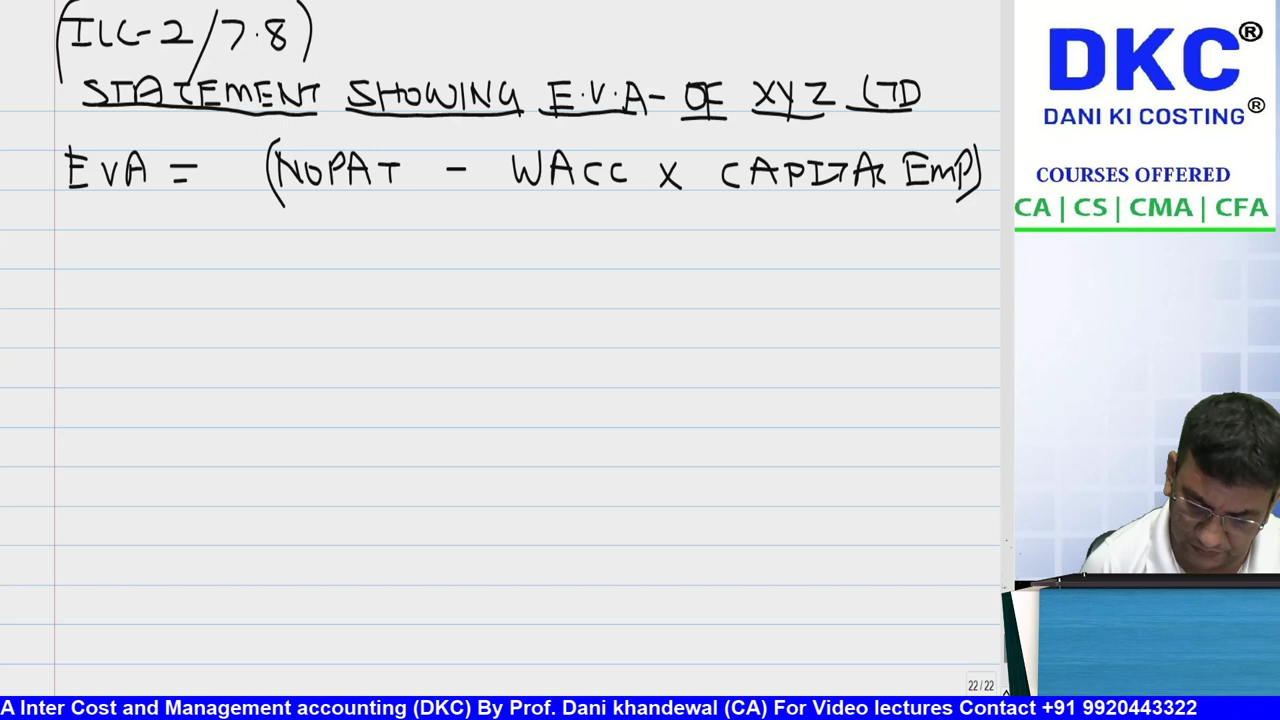 (ILC-2/7.8)
STATEMENT SHOWING E.V.A- OF XYZ LTD
EVA = (NOPAT - WACC X CAPITAL EMP)
DKC®
DANI KI COSTING®
COURSES OFFERED
CA | CS | CMA | CFA
22/22
A Inter Cost and Management accounting (DKC) By Prof. Dani khandewal (CA) For Video lectures Contact +91 9920443322